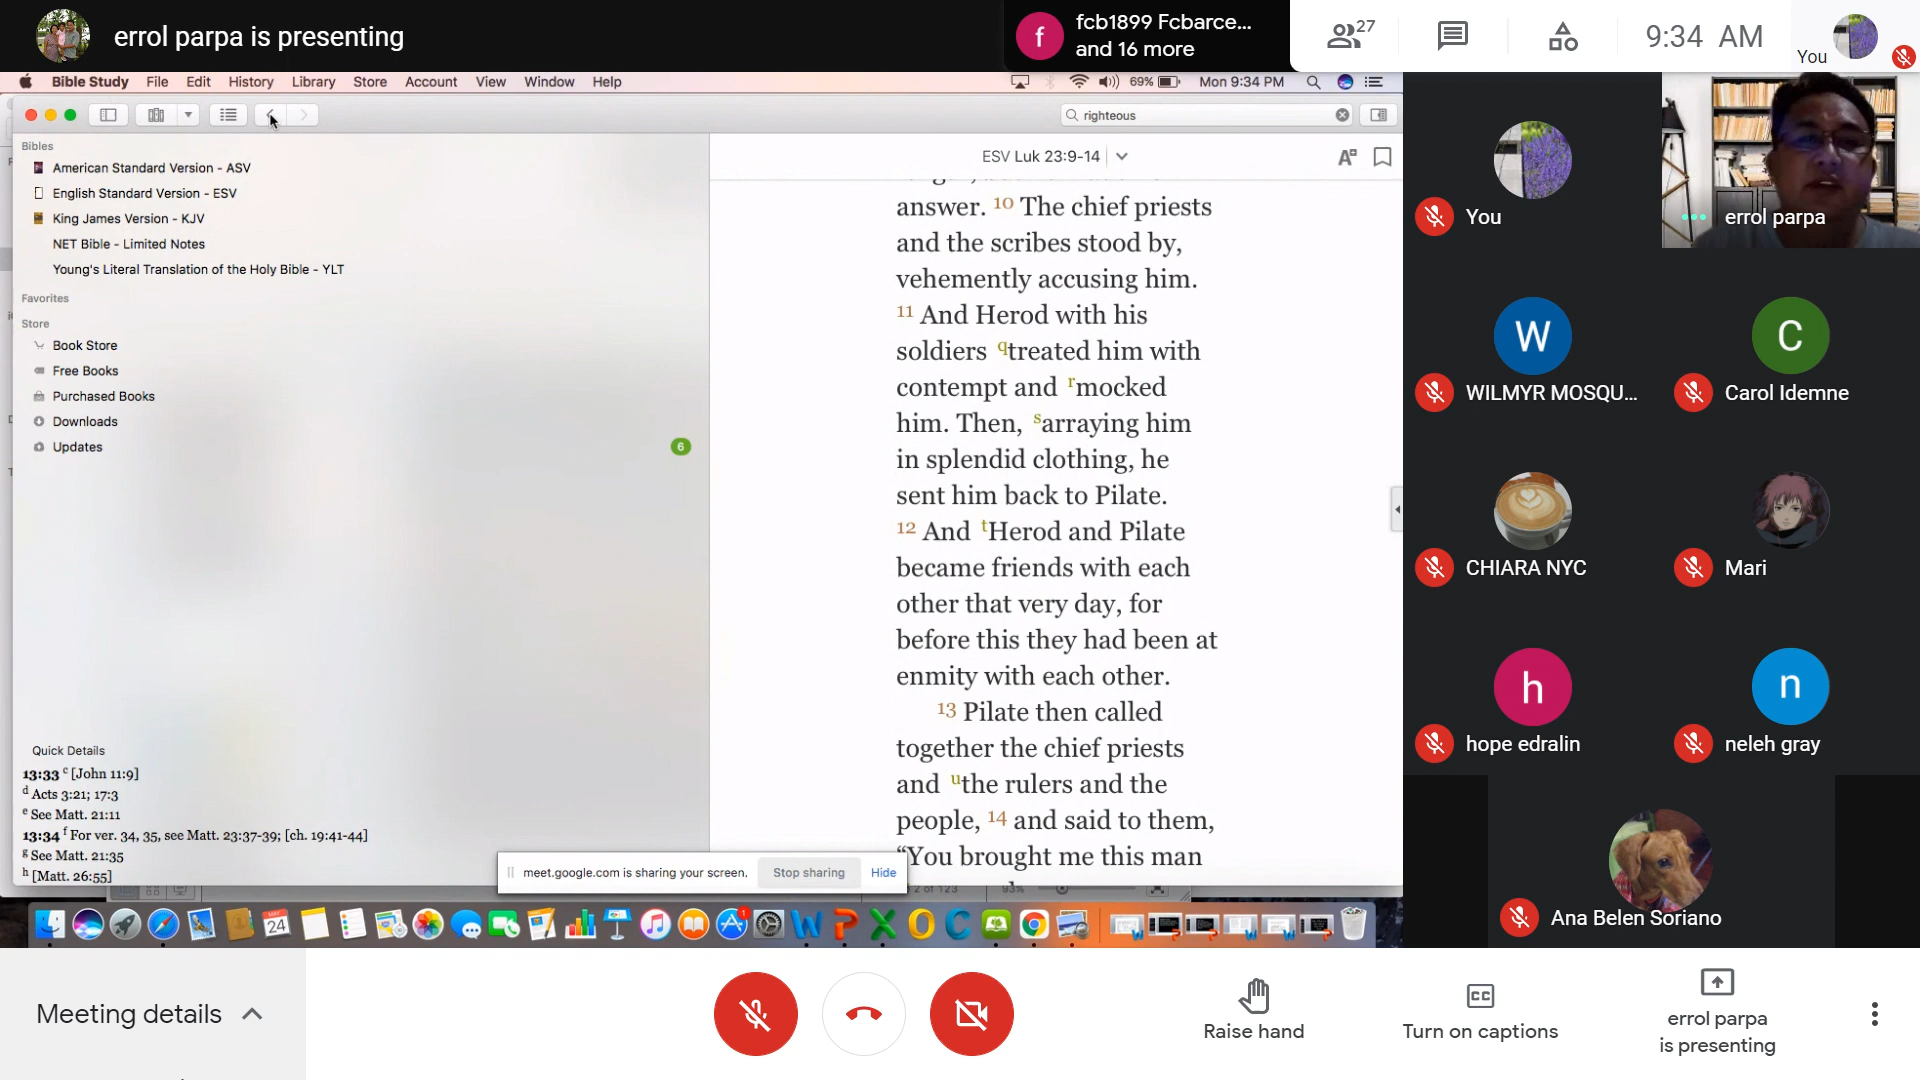 errol parpa is presenting
fcb1899 Fcbarce...
and 16 more
27
9:34 AM
You
Bible Study File Edit History Library Store Account View Window Help
69% Mon 9:34 PM
righteous
Bibles
American Standard Version - ASV
English Standard Version - ESV
King James Version - KJV
NET Bible - Limited Notes
Young's Literal Translation of the Holy Bible - YLT
Favorites
Store
Book Store
Free Books
Purchased Books
Downloads
Updates
6
Quick Details
13:33 c [John 11:9]
d Acts 3:21; 17:3
e See Matt. 21:11
13:34 f For ver. 34, 35, see Matt. 23:37-39; [ch. 19:41-44]
g See Matt. 21:35
h [Matt. 26:55]
ESV Luk 23:9-14
answer. 10 The chief priests
and the scribes stood by,
vehemently accusing him.
11 And Herod with his
soldiers q treated him with
contempt and r mocked
him. Then, s arraying him
in splendid clothing, he
sent him back to Pilate.
12 And t Herod and Pilate
became friends with each
other that very day, for
before this they had been at
enmity with each other.
13 Pilate then called
together the chief priests
and u the rulers and the
people, 14 and said to them,
“You brought me this man
meet.google.com is sharing your screen. Stop sharing Hide
2 of 123
93%
24
1
You
errol parpa
W
WILMYR MOSQU...
C
Carol Idemne
CHIARA NYC
Mari
h
hope edralin
n
neleh gray
Ana Belen Soriano
f
Meeting details
Raise hand
Turn on captions
errol parpa
is presenting